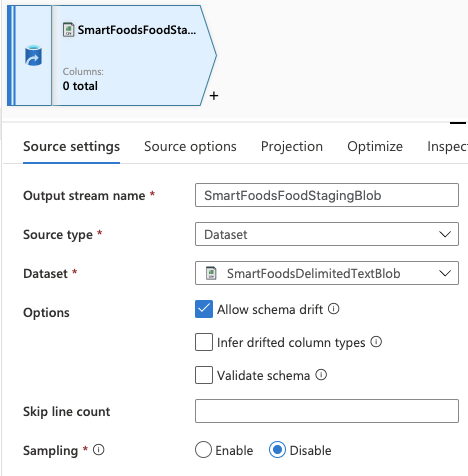 SmartFoodsFoodSta...
Columns:
0 total
+
Source settings Source options Projection Optimize Inspec
Output stream name * SmartFoodsFoodStagingBlob
Source type * Dataset
Dataset * SmartFoodsDelimitedTextBlob
Options Allow schema drift
Infer drifted column types
Validate schema
Skip line count
Sampling * Enable Disable